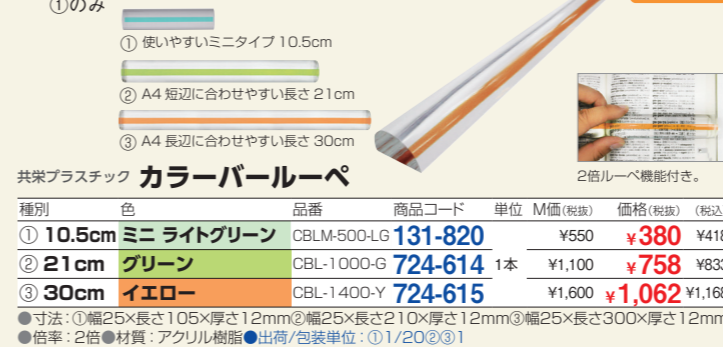 ①のみ
① 使いやすいミニタイプ 10.5cm
② A4 短辺に合わせやすい長さ 21cm
③ A4 長辺に合わせやすい長さ 30cm
2倍ルーペ機能付き。
共栄プラスチック カラーバールーペ
種別 色 品番 商品コード 単位 M価(税抜) 価格(税抜) (税込
① 10.5cm ミニ ライトグリーン CBLM-500-LG 131-820 ¥550 ¥380 ¥418
② 21cm グリーン CBL-1000-G 724-614 1本 ¥1,100 ¥758 ¥833
③ 30cm イエロー CBL-1400-Y 724-615 ¥1,600 ¥1,062 ¥1,168
●寸法:①幅25×長さ105×厚さ12mm②幅25×長さ210×厚さ12mm③幅25×長さ300×厚さ12mm
●倍率:2倍●材質:アクリル樹脂●出荷/包装単位:①1/20②③1